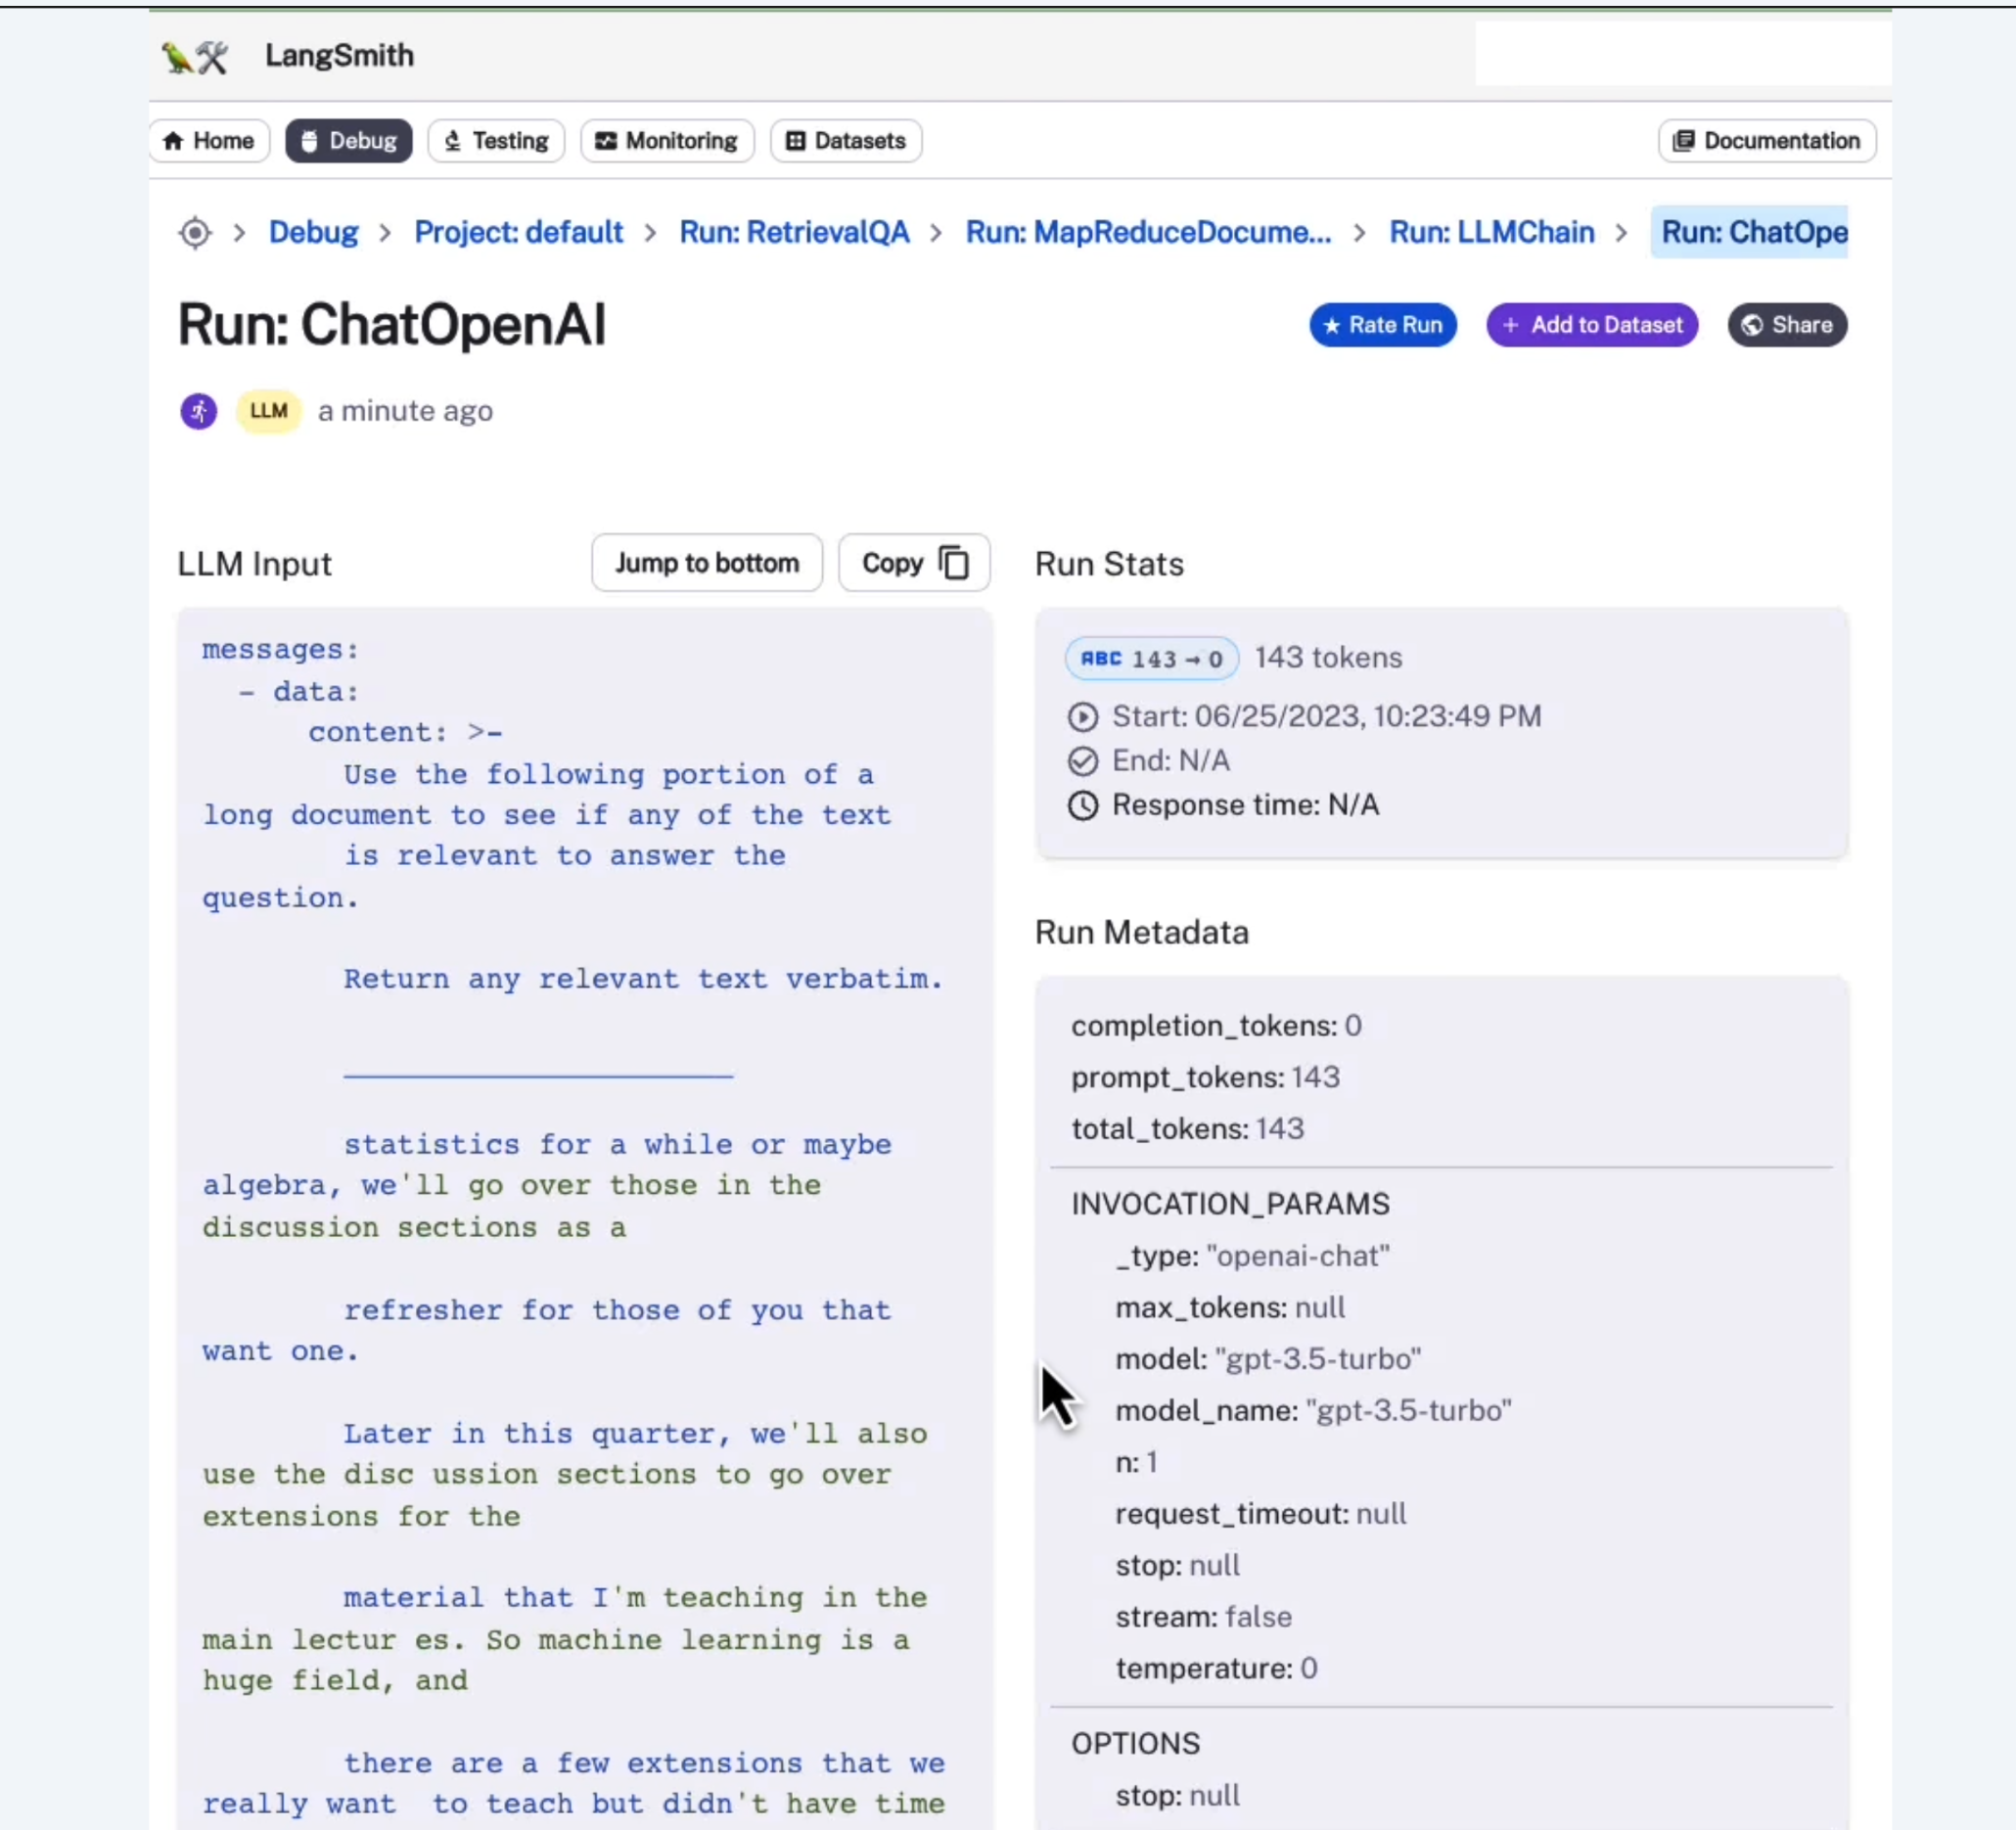 LangSmith
Home Debug Testing Monitoring Datasets Documentation
> Debug > Project: default > Run: RetrievalQA > Run: MapReduceDocume... > Run: LLMChain > Run: ChatOpe
Run: ChatOpenAI
★ Rate Run + Add to Dataset Share
LLM a minute ago
LLM Input Jump to bottom Copy
messages:
- data:
content: >-
Use the following portion of a
long document to see if any of the text
is relevant to answer the
question.
Return any relevant text verbatim.
______________________
statistics for a while or maybe
algebra, we'll go over those in the
discussion sections as a
refresher for those of you that
want one.
Later in this quarter, we'll also
use the disc ussion sections to go over
extensions for the
material that I'm teaching in the
main lectur es. So machine learning is a
huge field, and
there are a few extensions that we
really want  to teach but didn't have time
Run Stats
ABC 143 → 0 143 tokens
Start: 06/25/2023, 10:23:49 PM
End: N/A
Response time: N/A
Run Metadata
completion_tokens: 0
prompt_tokens: 143
total_tokens: 143
INVOCATION_PARAMS
_type: "openai-chat"
max_tokens: null
model: "gpt-3.5-turbo"
model_name: "gpt-3.5-turbo"
n: 1
request_timeout: null
stop: null
stream: false
temperature: 0
OPTIONS
stop: null